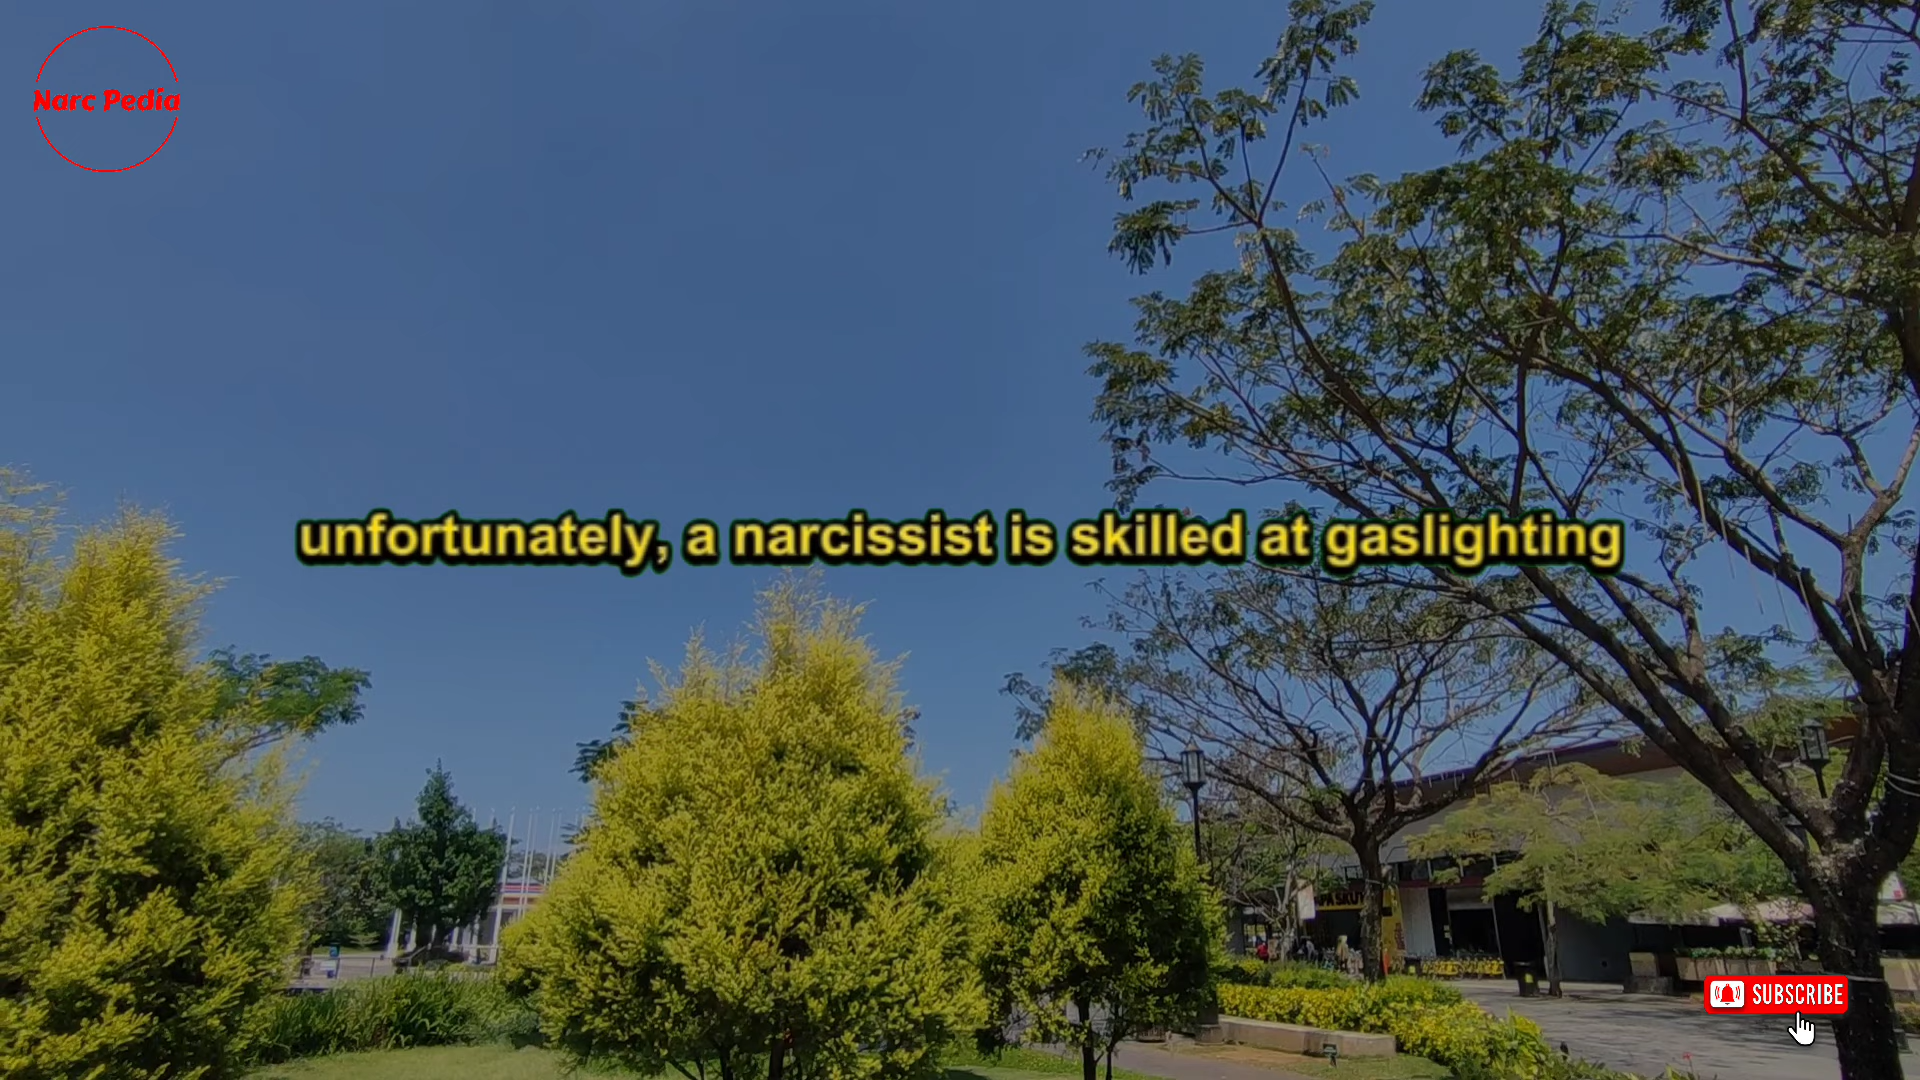 Narc Pedia
unfortunately, a narcissist is skilled at gaslighting
SUBSCRIBE